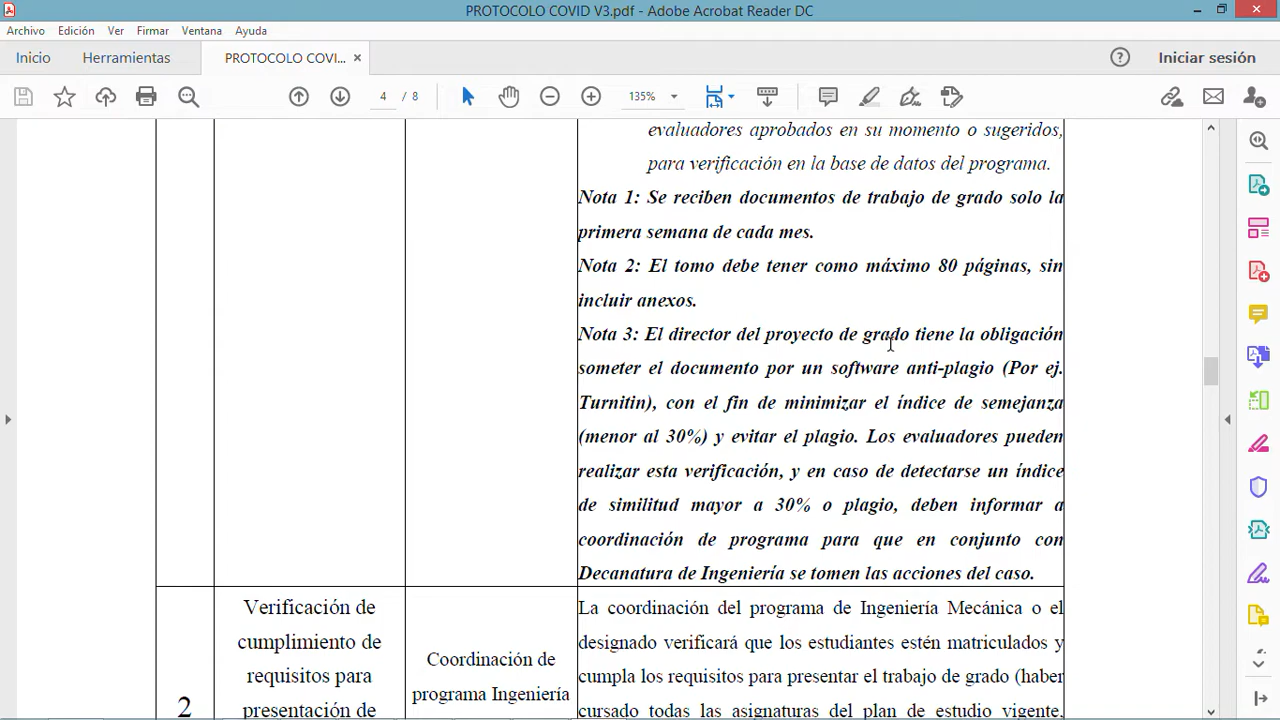 PROTOCOLO COVID V3.pdf - Adobe Acrobat Reader DC
Archivo Edición Ver Firmar Ventana Ayuda
Inicio Herramientas PROTOCOLO COVI... × Iniciar sesión
4 / 8 135%
evaluadores aprobados en su momento o sugeridos,
para verificación en la base de datos del programa.
Nota 1: Se reciben documentos de trabajo de grado solo la
primera semana de cada mes.
Nota 2: El tomo debe tener como máximo 80 páginas, sin
incluir anexos.
Nota 3: El director del proyecto de grado tiene la obligación
someter el documento por un software anti-plagio (Por ej.
Turnitin), con el fin de minimizar el índice de semejanza
(menor al 30%) y evitar el plagio. Los evaluadores pueden
realizar esta verificación, y en caso de detectarse un índice
de similitud mayor a 30% o plagio, deben informar a
coordinación de programa para que en conjunto con
Decanatura de Ingeniería se tomen las acciones del caso.
2
Verificación de
cumplimiento de
requisitos para
presentación de
Coordinación de
programa Ingeniería
La coordinación del programa de Ingeniería Mecánica o el
designado verificará que los estudiantes estén matriculados y
cumpla los requisitos para presentar el trabajo de grado (haber
cursado todas las asignaturas del plan de estudio vigente,